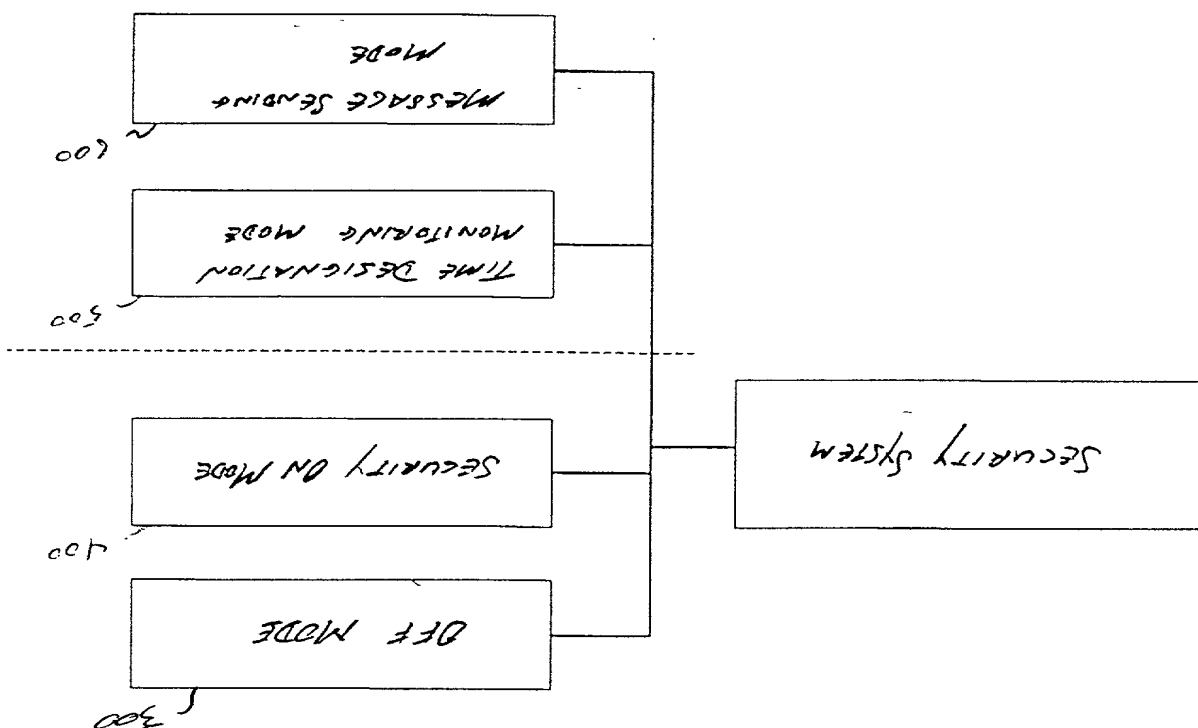 300
OFF MODE
400
SECURITY ON MODE
SECURITY SYSTEM
500
TIME DESIGNATION
MONITORING MODE
600
MESSAGE SENDING
MODE